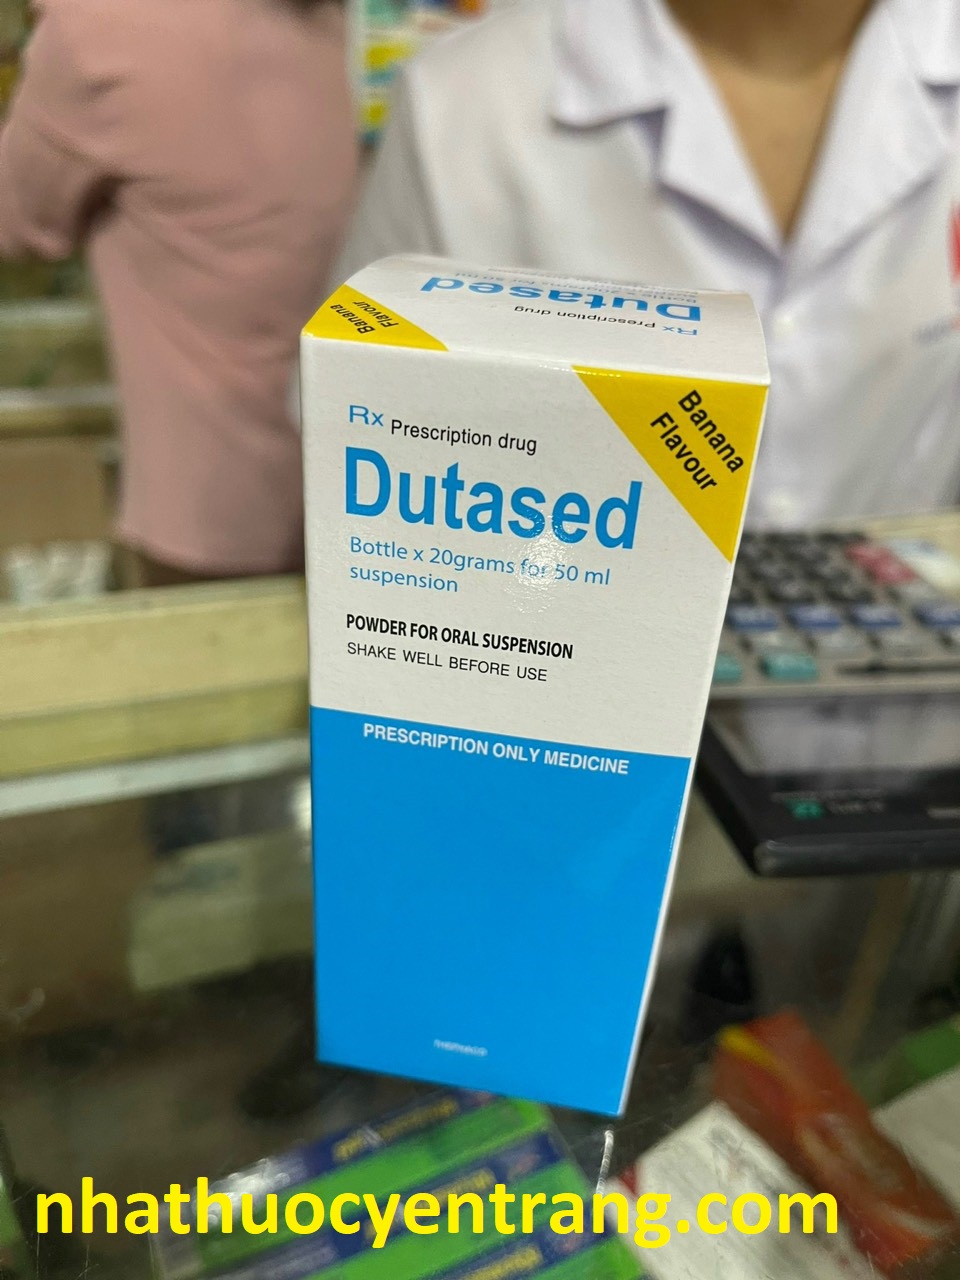 Dutased
Rx Prescription drug
Banana
Flavour
Banana
Flavour
Rx Prescription drug
Dutased
Bottle x 20grams for 50 ml
suspension
POWDER FOR ORAL SUSPENSION
SHAKE WELL BEFORE USE
PRESCRIPTION ONLY MEDICINE
nhathuocyentrang.com